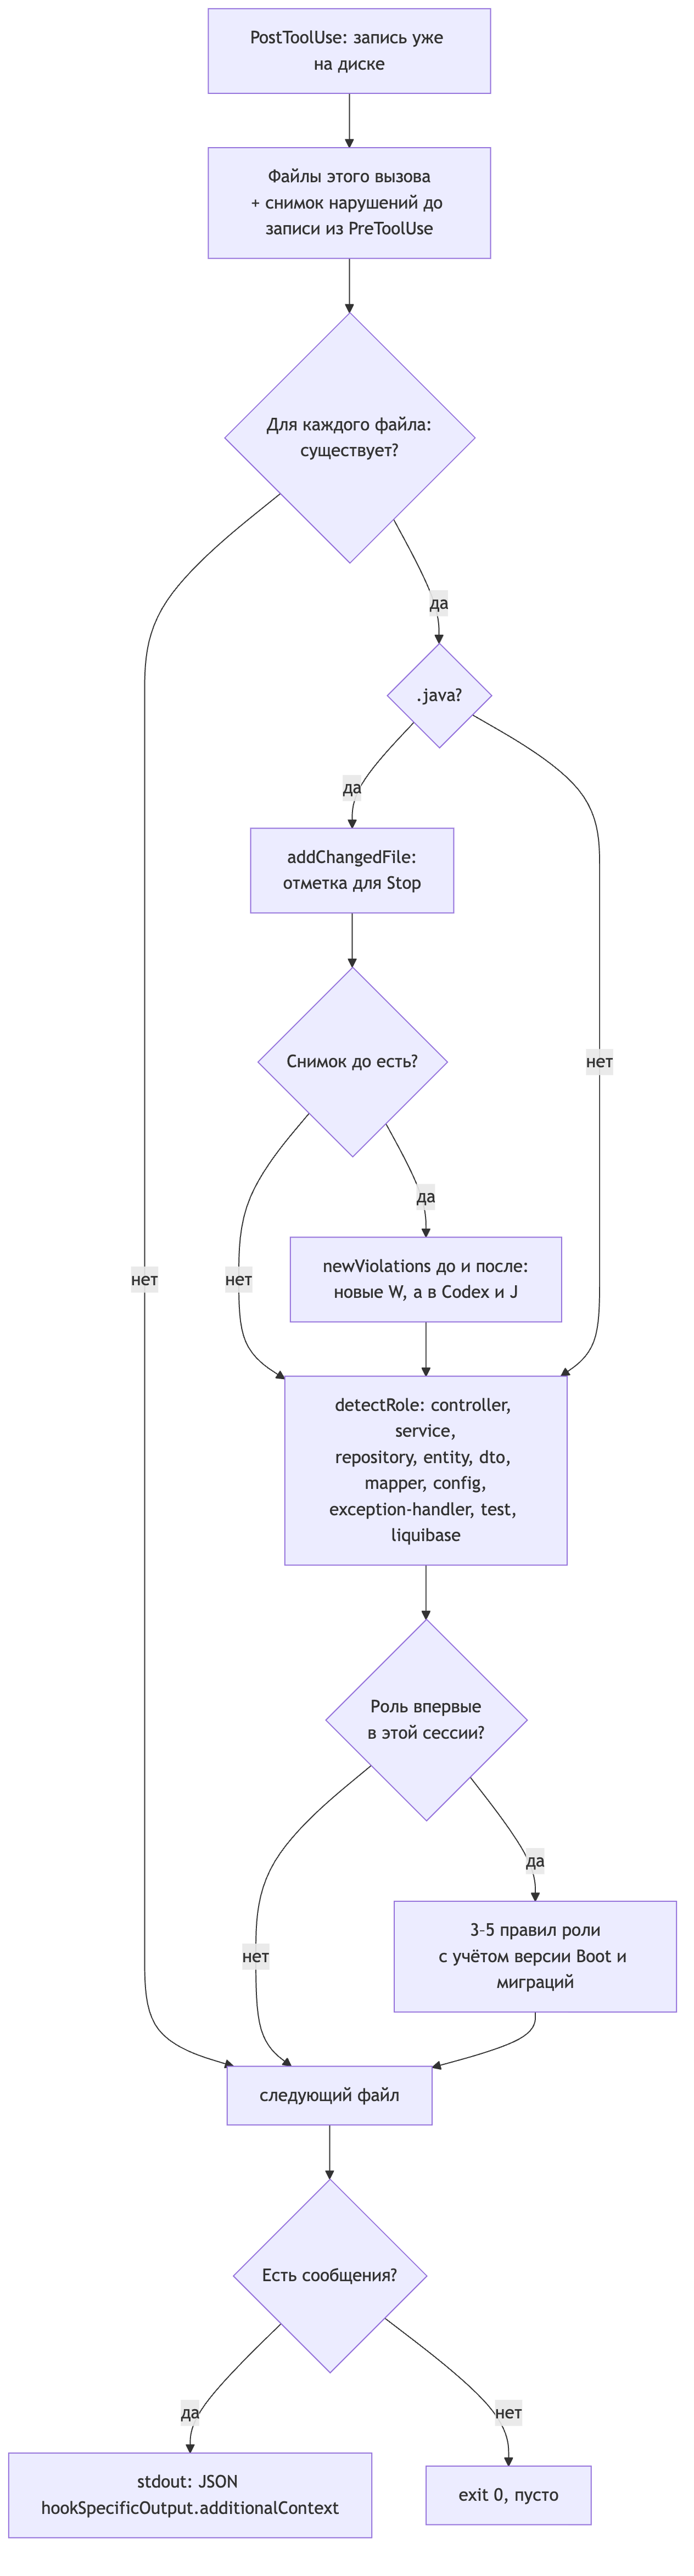 PostToolUse: запись уже
на диске
Файлы этого вызова
+ снимок нарушений до
записи из PreToolUse
Для каждого файла:
существует?
да
.java?
да
addChangedFile:
отметка для Stop
Снимок до есть?
нет
да
нет
нет
newViolations до и после:
новые W, а в Codex и J
detectRole: controller,
service,
repository, entity, dto,
mapper, config,
exception-handler, test,
liquibase
Роль впервые
в этой сессии?
да
нет
3–5 правил роли
с учётом версии Boot и
миграций
следующий файл
Есть сообщения?
да
нет
stdout: JSON
hookSpecificOutput.additionalContext
exit 0, пусто